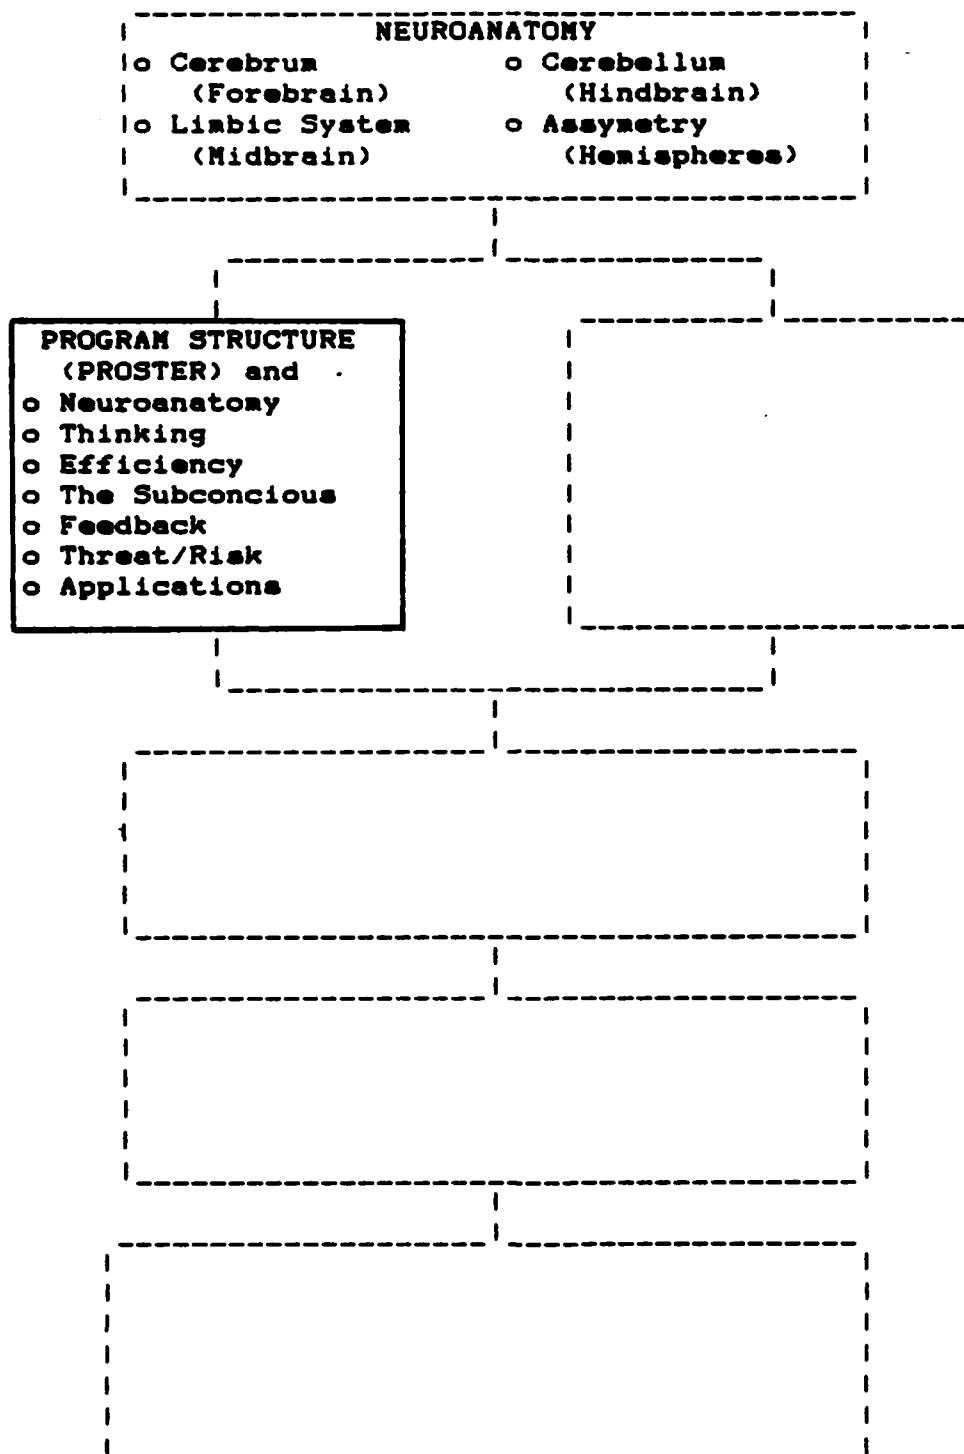 NEUROANATOMY
o Cerebrum o Cerebellum
(Forebrain) (Hindbrain)
o Limbic System o Assymetry
(Midbrain) (Hemispheres)
PROGRAM STRUCTURE
(PROSTER) and
o Neuroanatomy
o Thinking
o Efficiency
o The Subconcious
o Feedback
o Threat/Risk
o Applications